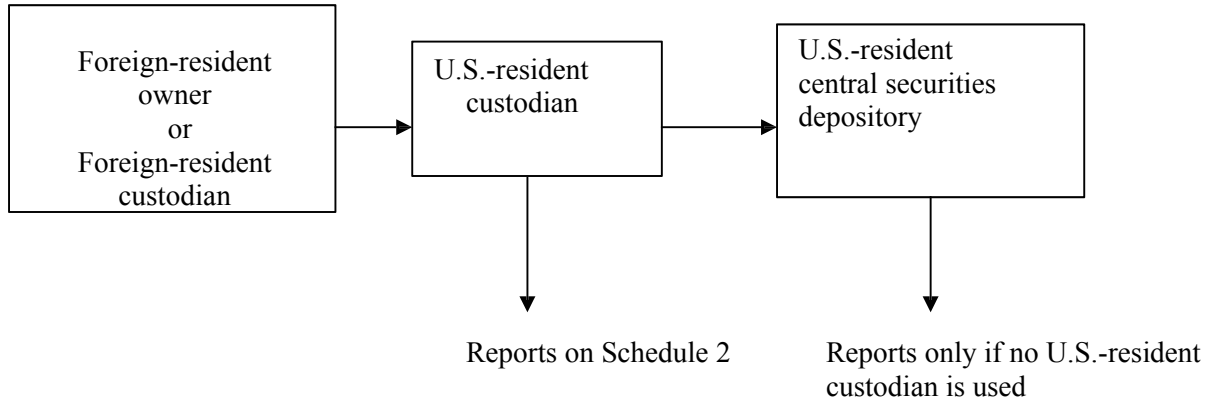 Foreign-resident
owner
or
Foreign-resident
custodian
U.S.-resident
custodian
U.S.-resident
central securities
depository
Reports on Schedule 2
Reports only if no U.S.-resident
custodian is used